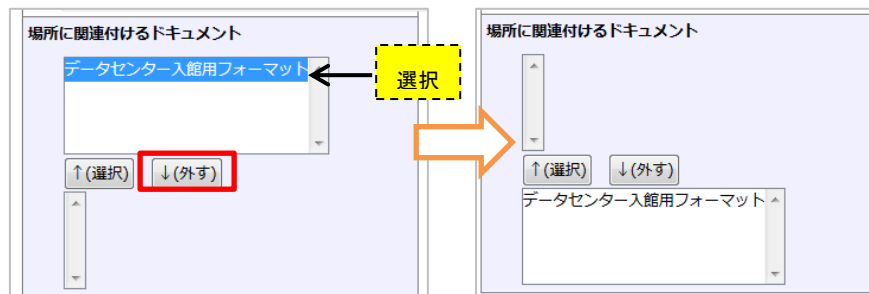 場所に関連付けるドキュメント
データセンター入館用フォーマット
選択
↑(選択)
↓(外す)
場所に関連付けるドキュメント
↑(選択)
↓(外す)
データセンター入館用フォーマット